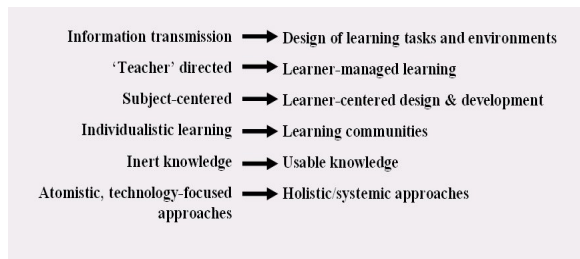 Information transmission → Design of learning tasks and environments
‘Teacher’ directed → Learner-managed learning
Subject-centered → Learner-centered design & development
Individualistic learning → Learning communities
Inert knowledge → Usable knowledge
Atomistic, technology-focused → Holistic/systemic approaches
approaches